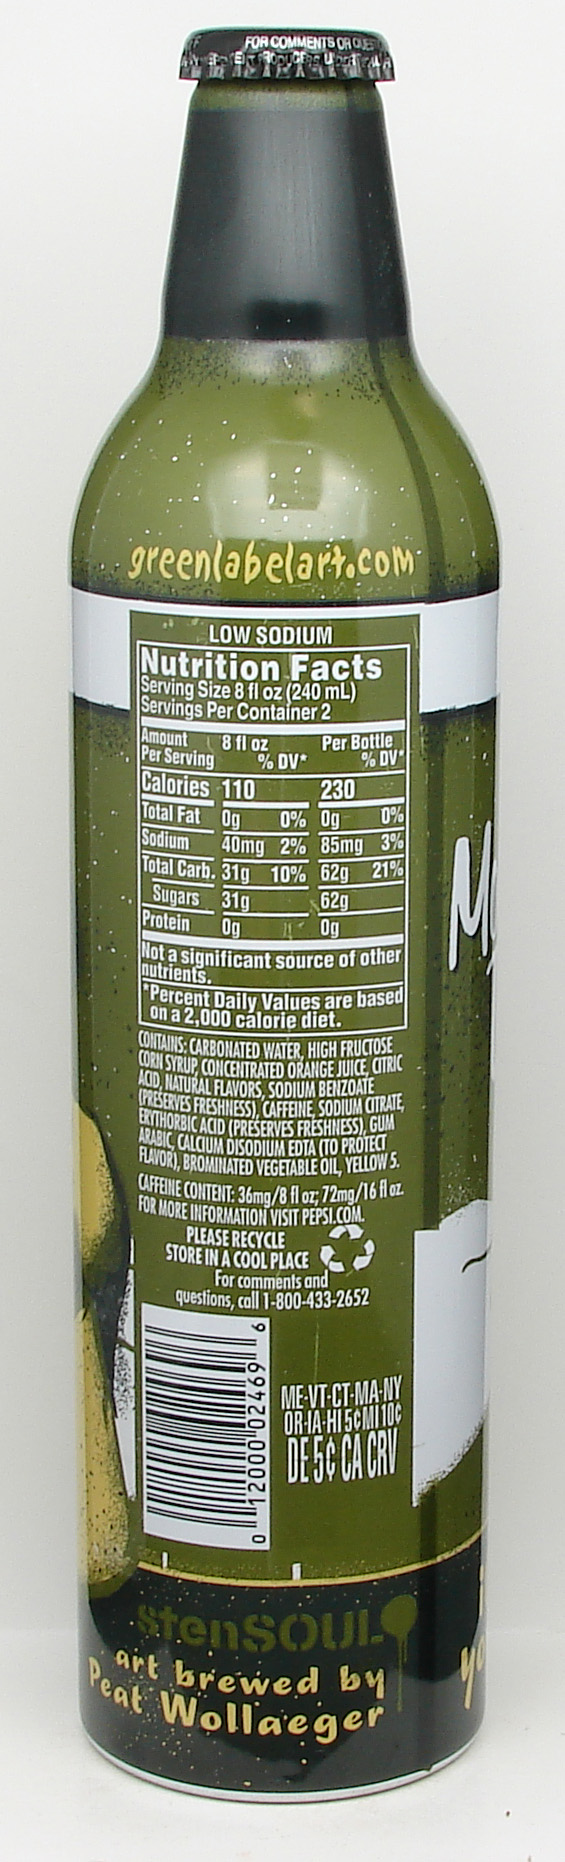 FOR COMMENTS OR QUEST
greenlabelart.com
LOW SODIUM
Nutrition Facts
Serving Size 8 fl oz (240 mL)
Servings Per Container 2
Amount Per Serving 8 fl oz % DV* Per Bottle % DV*
Calories 110 230
Total Fat 0g 0% 0g 0%
Sodium 40mg 2% 85mg 3%
Total Carb. 31g 10% 62g 21%
Sugars 31g 62g
Protein 0g 0g
Not a significant source of other
nutrients.
*Percent Daily Values are based
on a 2,000 calorie diet.
CONTAINS: CARBONATED WATER, HIGH FRUCTOSE
CORN SYRUP, CONCENTRATED ORANGE JUICE, CITRIC
ACID, NATURAL FLAVORS, SODIUM BENZOATE
(PRESERVES FRESHNESS), CAFFEINE, SODIUM CITRATE,
ERYTHORBIC ACID (PRESERVES FRESHNESS), GUM
ARABIC, CALCIUM DISODIUM EDTA (TO PROTECT
FLAVOR), BROMINATED VEGETABLE OIL, YELLOW 5.
CAFFEINE CONTENT: 36mg/8 fl oz; 72mg/16 fl oz.
FOR MORE INFORMATION VISIT PEPSI.COM.
PLEASE RECYCLE
STORE IN A COOL PLACE
For comments and
questions, call 1-800-433-2652
0 12000 02469 6
ME-VT-CT-MA-NY
OR-IA-HI 5¢ MI 10¢
DE 5¢ CA CRV
stenSOUL
art brewed by
Peat Wollaeger
Mo
yo